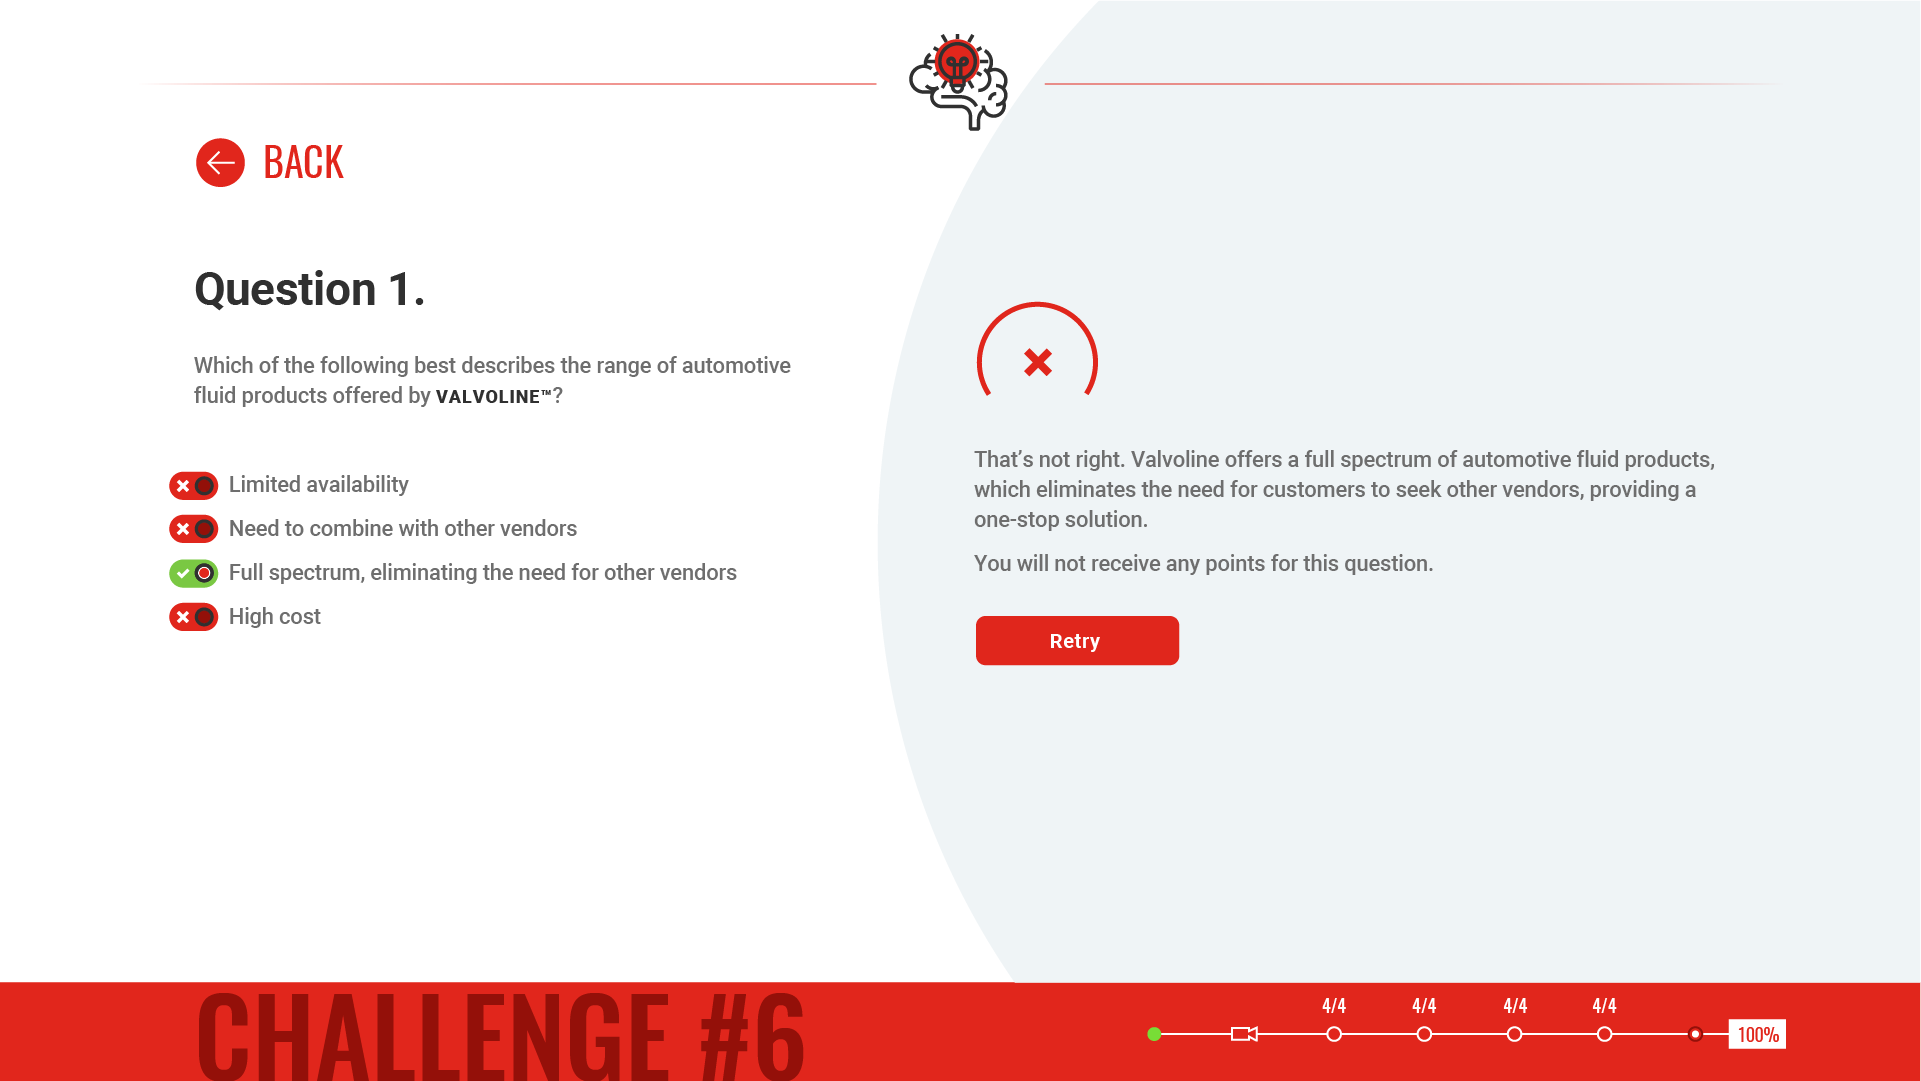 BACK
Question 1.
Which of the following best describes the range of automotive
fluid products offered by VALVOLINE™?
Limited availability
Need to combine with other vendors
Full spectrum, eliminating the need for other vendors
High cost
That’s not right. Valvoline offers a full spectrum of automotive fluid products,
which eliminates the need for customers to seek other vendors, providing a
one-stop solution.
You will not receive any points for this question.
Retry
CHALLENGE #6
4/4 4/4 4/4 4/4
100%